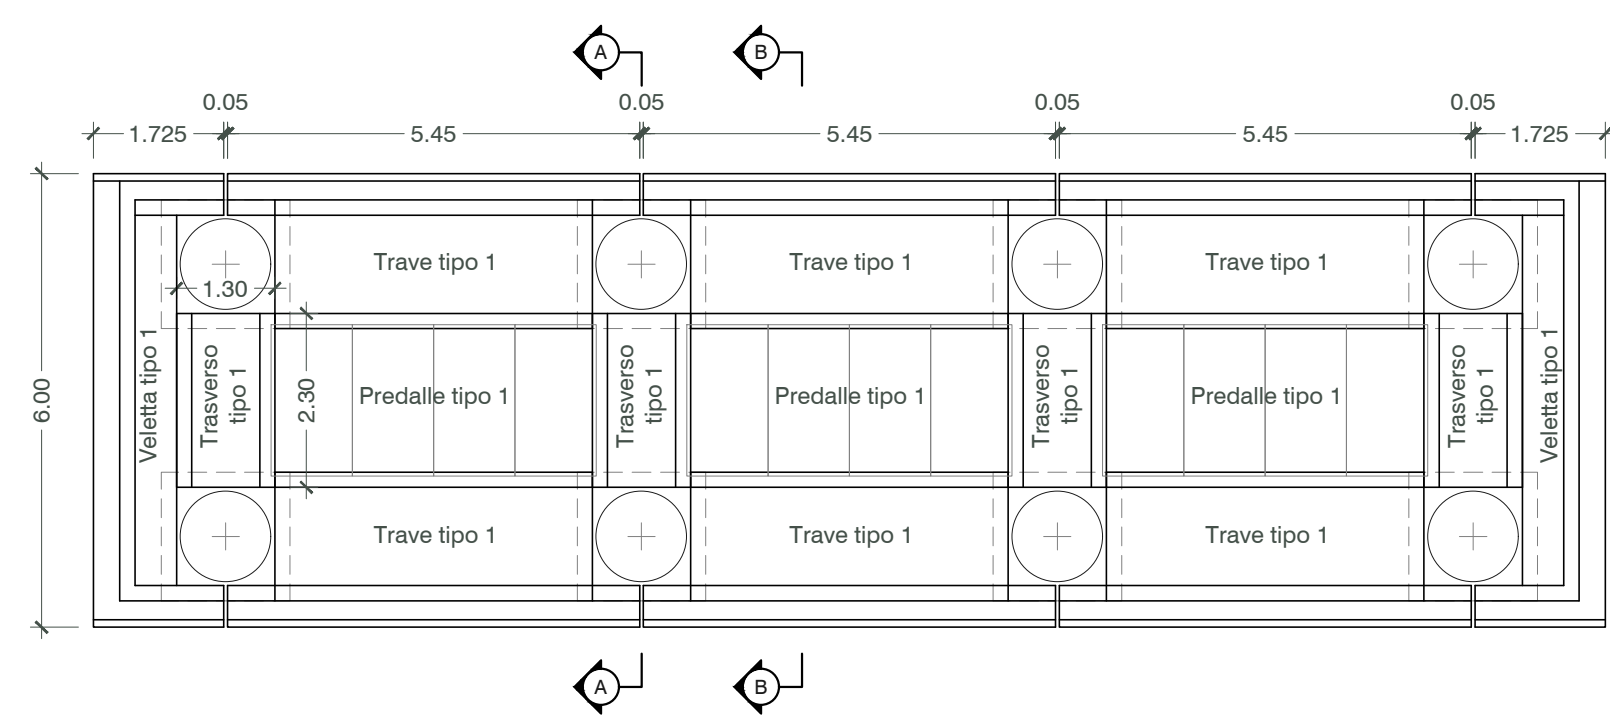 A
B
0.05
0.05
0.05
0.05
1.725
5.45
5.45
5.45
1.725
Trave tipo 1
Trave tipo 1
Trave tipo 1
1.30
6.00
Veletta tipo 1
Trasverso
tipo 1
2.30
Predalle tipo 1
Trasverso
tipo 1
Predalle tipo 1
Trasverso
tipo 1
Predalle tipo 1
Trasverso
tipo 1
Veletta tipo 1
Trave tipo 1
Trave tipo 1
Trave tipo 1
A
B